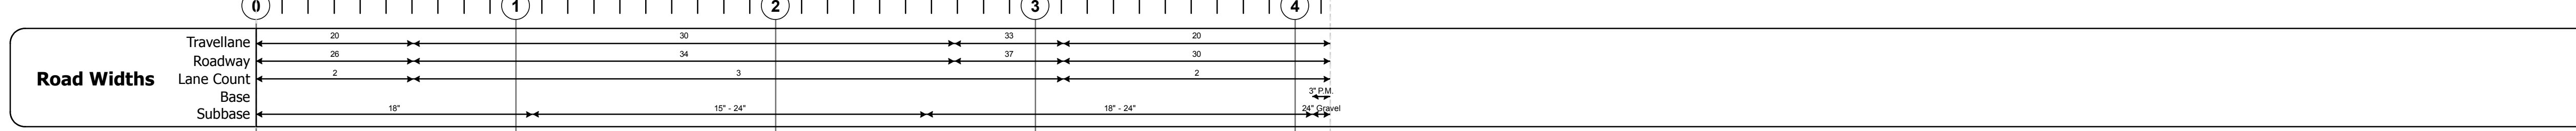 0 1 2 3 4
Travellane 20 30 33 20
Roadway 26 34 37 30
Road Widths
Lane Count 2 3 2
Base 3" P.M.
Subbase 18" 15" - 24" 18" - 24" 24" Gravel